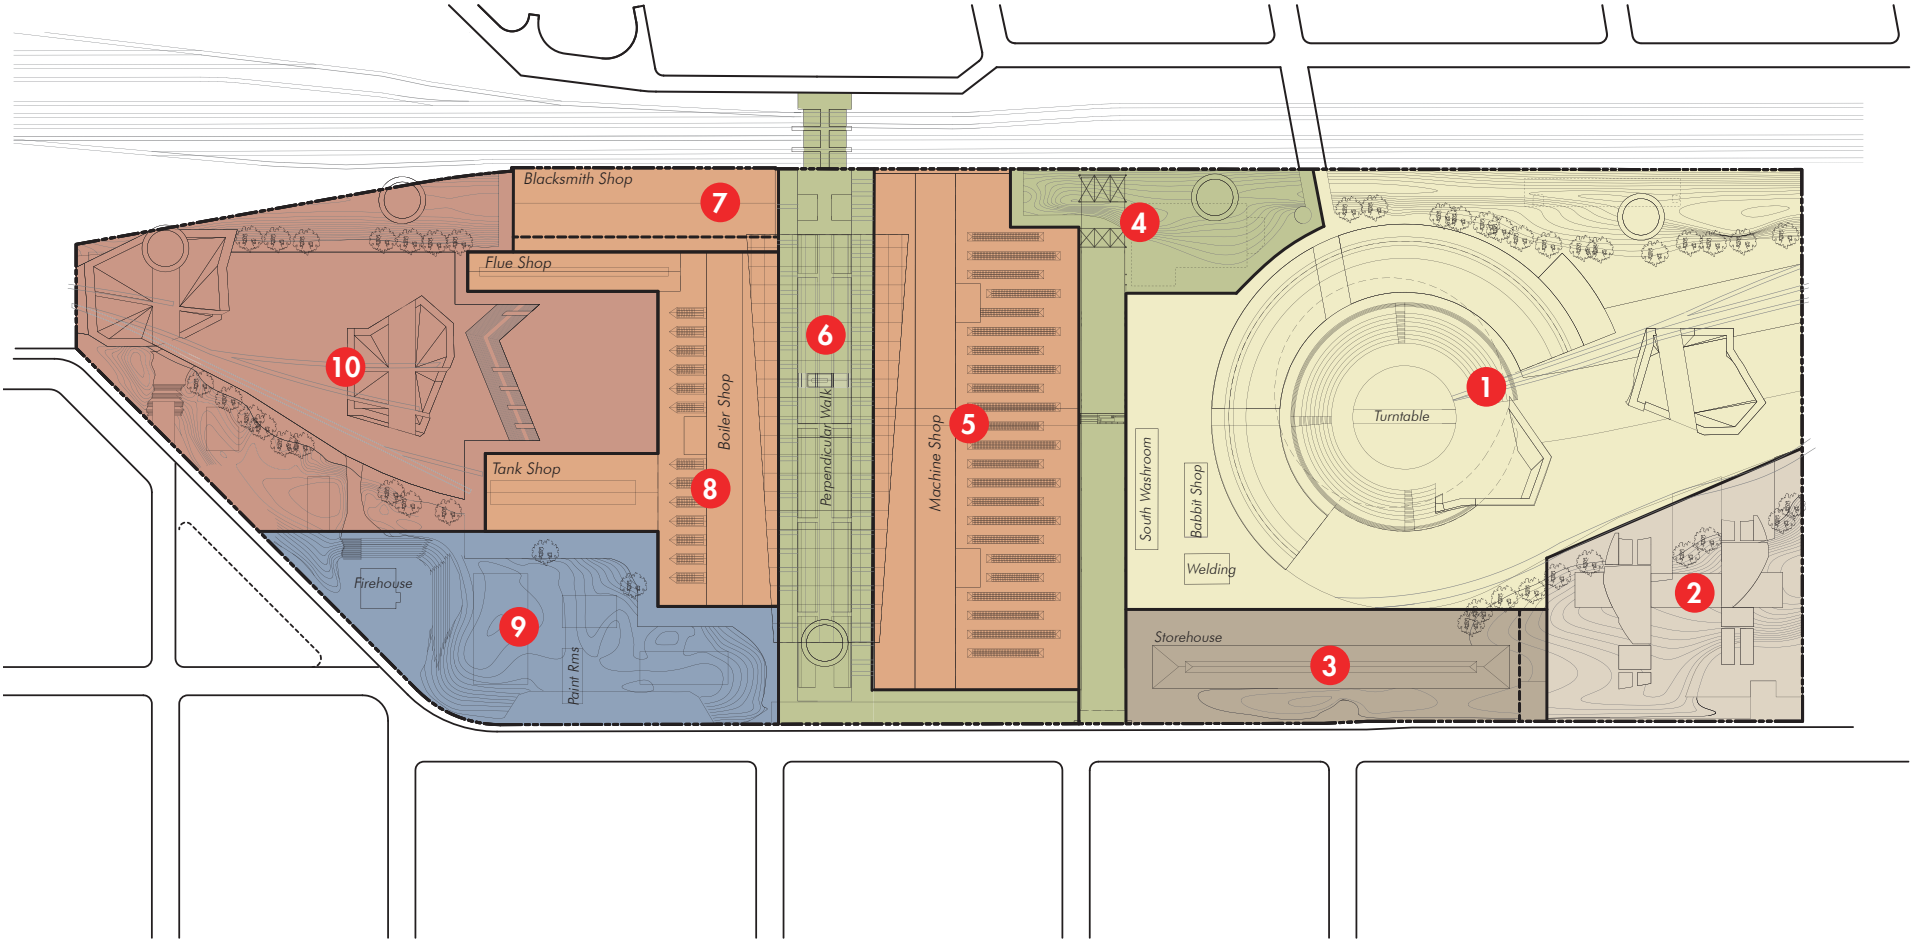 Blacksmith Shop
7
4
Flue Shop
6
10
Boiler Shop
Perpendicular Walk
1
Turntable
Machine Shop
5
Tank Shop
8
South Washroom
Babbit Shop
Welding
Firehouse
2
9
Storehouse
3
Paint Rms